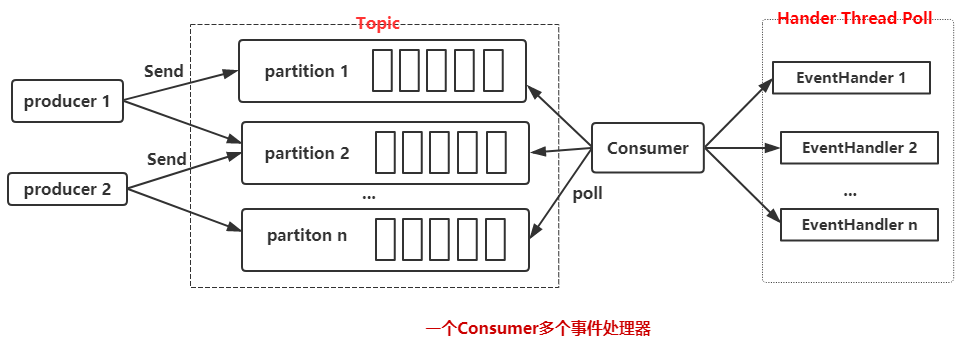 Topic
Hander Thread Poll
Send
partition 1
EventHander 1
producer 1
partition 2
Consumer
EventHandler 2
Send
producer 2
...
poll
...
partiton n
EventHandler n
一个Consumer多个事件处理器